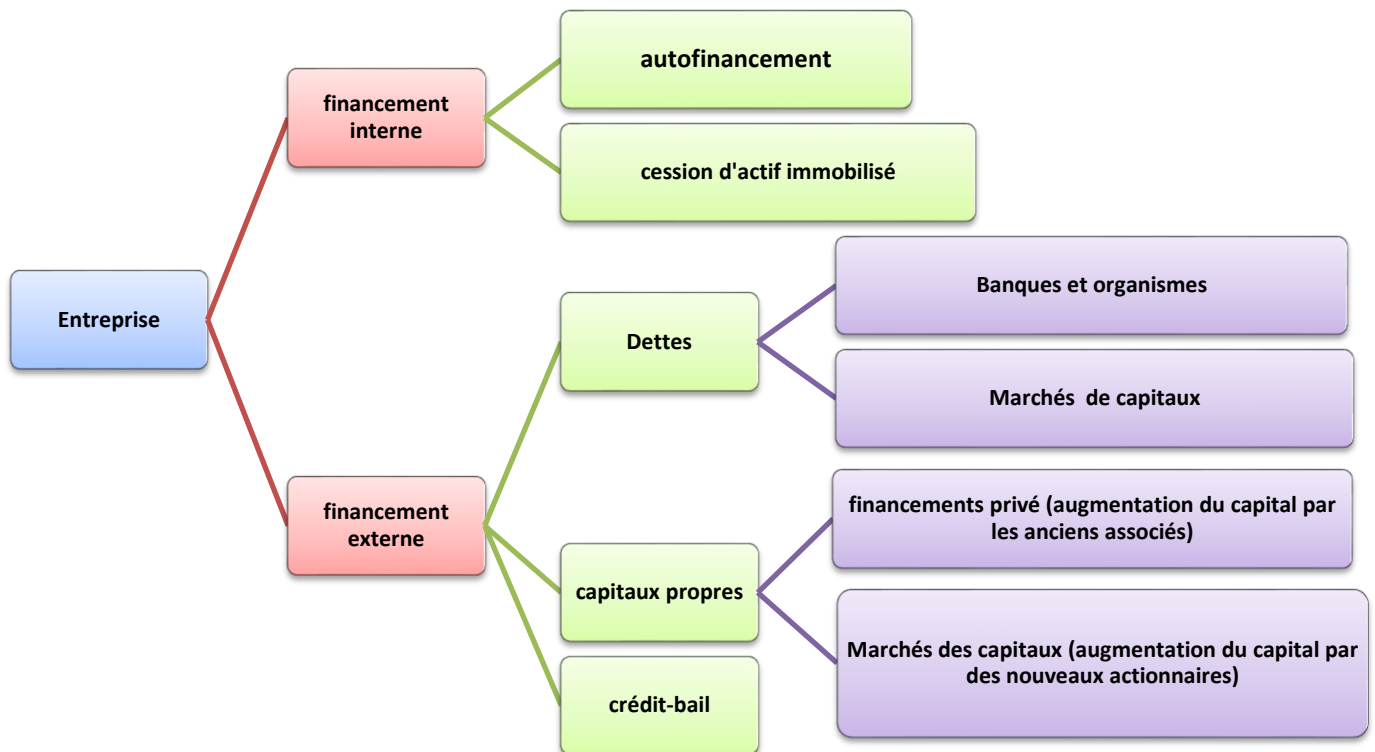 autofinancement
financement
interne
cession d'actif immobilisé
Entreprise
Banques et organismes
Dettes
Marchés de capitaux
financement
externe
financements privé (augmentation du capital par
les anciens associés)
capitaux propres
Marchés des capitaux (augmentation du capital par
des nouveaux actionnaires)
crédit-bail